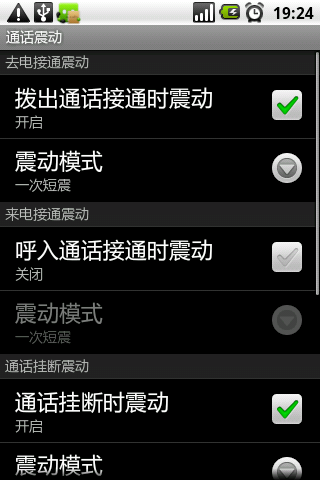 19:24
通话震动
去电接通震动
拨出通话接通时震动
开启
震动模式
一次短震
来电接通震动
呼入通话接通时震动
关闭
震动模式
一次短震
通话挂断震动
通话挂断时震动
开启
震动模式